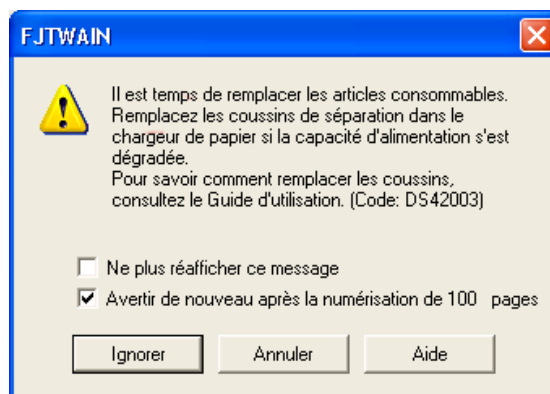 FJTWAIN
Il est temps de remplacer les articles consommables.
Remplacez les coussins de séparation dans le
chargeur de papier si la capacité d'alimentation s'est
dégradée.
Pour savoir comment remplacer les coussins,
consultez le Guide d'utilisation. (Code: DS42003)
Ne plus réafficher ce message
Avertir de nouveau après la numérisation de 100 pages
Ignorer Annuler Aide